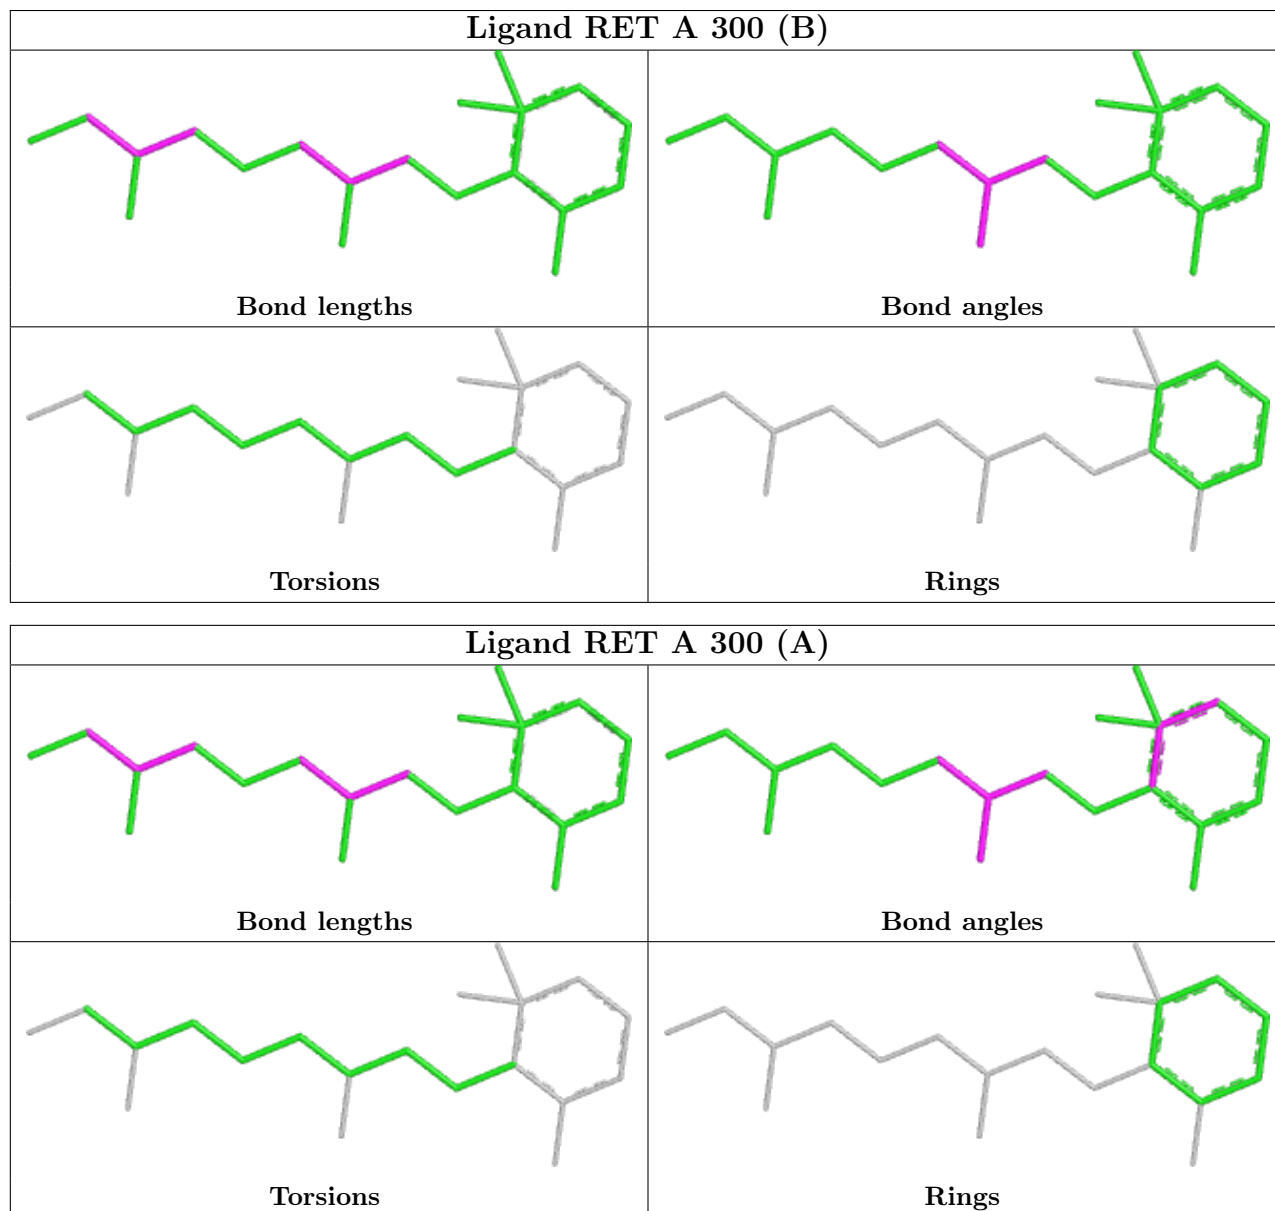 Ligand RET A 300 (B)
Bond lengths
Bond angles
Torsions
Rings
Ligand RET A 300 (A)
Bond lengths
Bond angles
Torsions
Rings